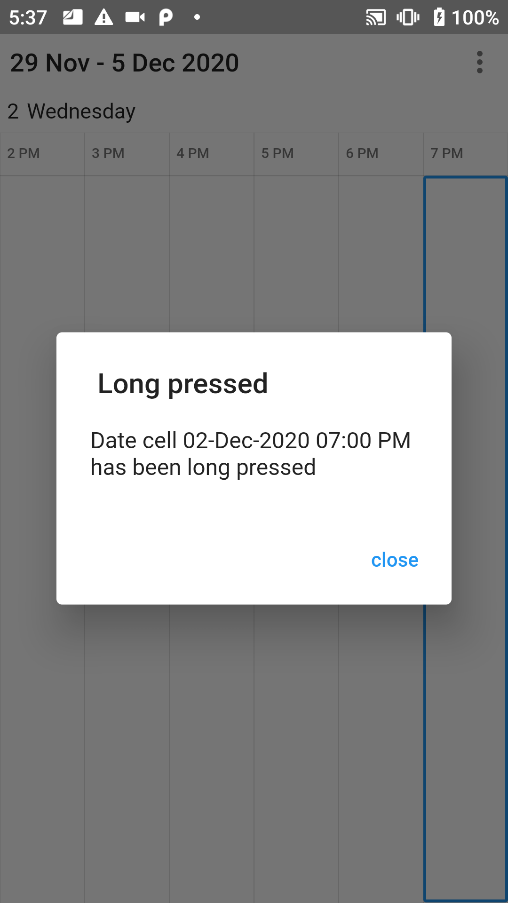 5:37 100%
29 Nov - 5 Dec 2020
2 Wednesday
2 PM 3 PM 4 PM 5 PM 6 PM 7 PM
Long pressed
Date cell 02-Dec-2020 07:00 PM
has been long pressed
close